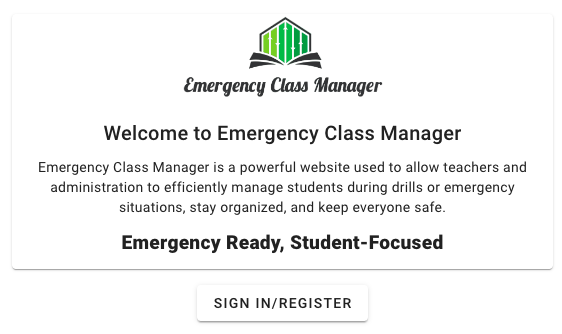 Emergency Class Manager
Welcome to Emergency Class Manager
Emergency Class Manager is a powerful website used to allow teachers and
administration to efficiently manage students during drills or emergency
situations, stay organized, and keep everyone safe.
Emergency Ready, Student-Focused
SIGN IN/REGISTER